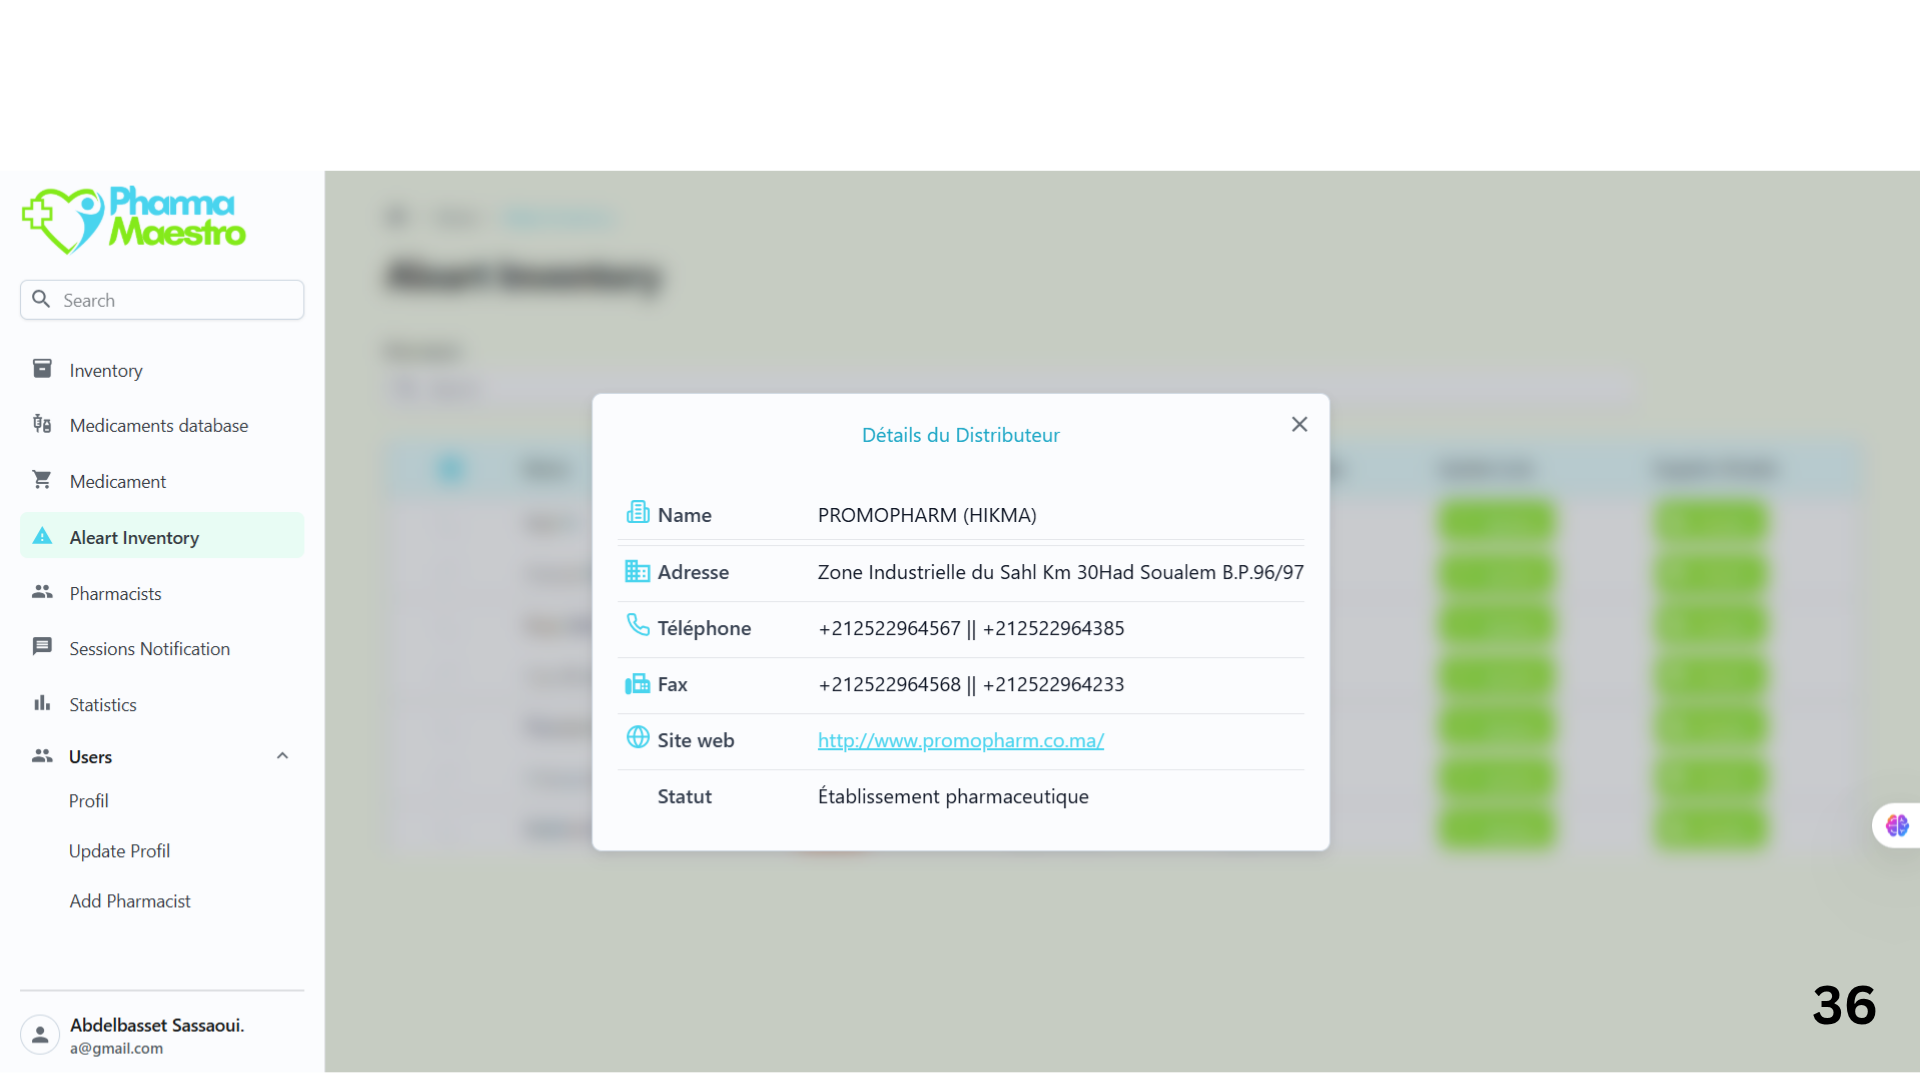 Pharma
Maestro
Search
Inventory
Medicaments database
Medicament
Aleart Inventory
Pharmacists
Sessions Notification
Statistics
Users
Profil
Update Profil
Add Pharmacist
Abdelbasset Sassaoui.
a@gmail.com
Aleart Inventory
Détails du Distributeur
Name PROMOPHARM (HIKMA)
Adresse Zone Industrielle du Sahl Km 30Had Soualem B.P.96/97
Téléphone +212522964567 || +212522964385
Fax +212522964568 || +212522964233
Site web http://www.promopharm.co.ma/
Statut Établissement pharmaceutique
36